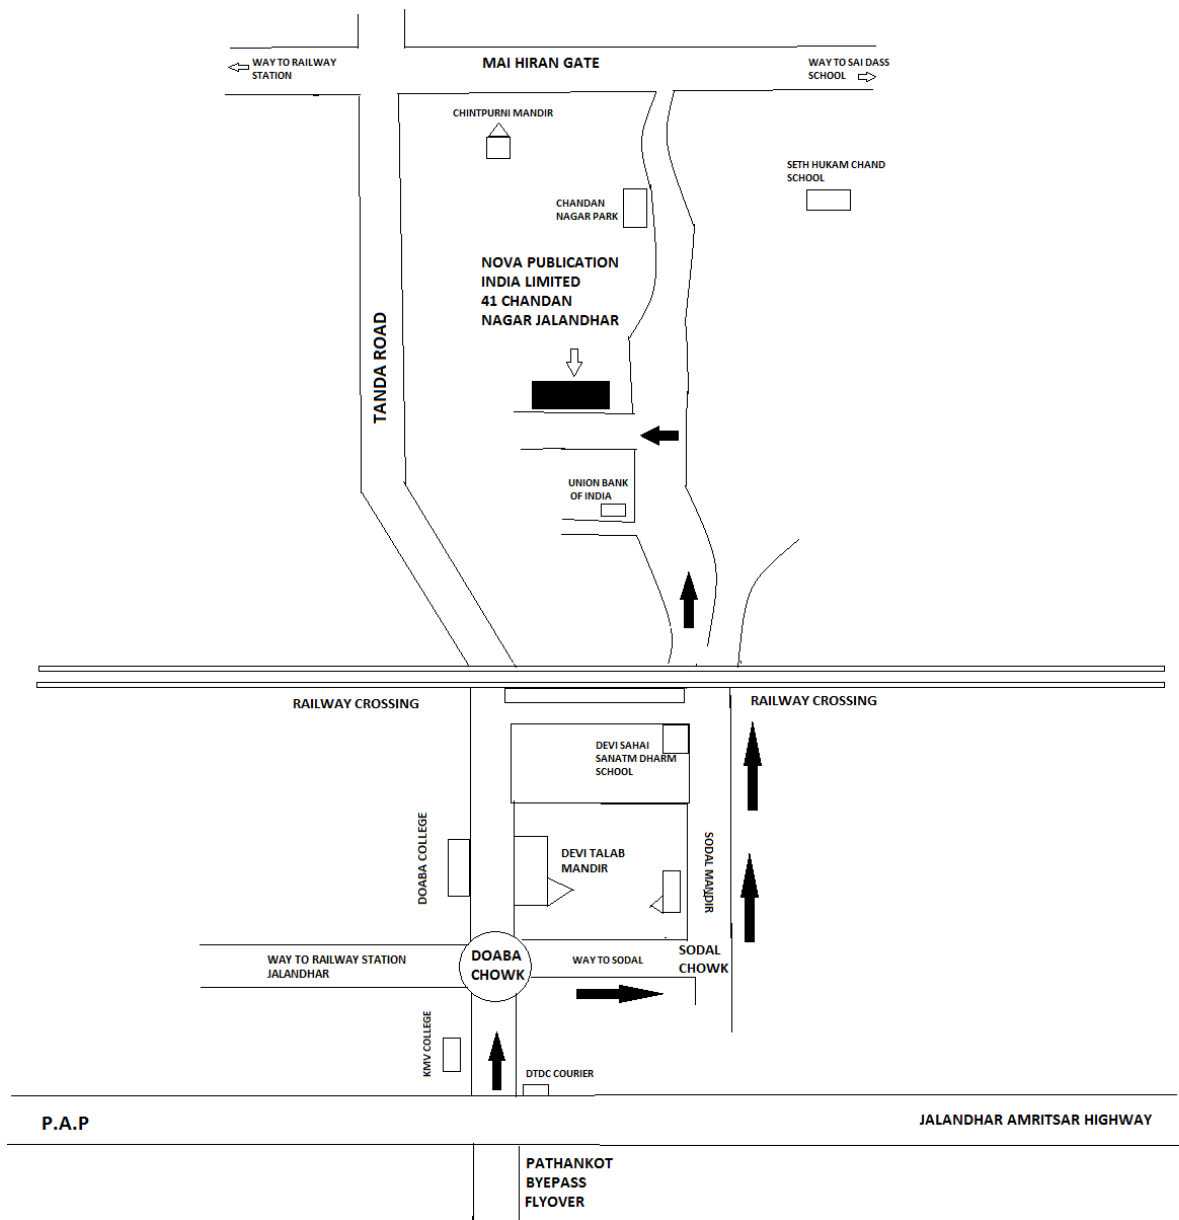 WAY TO RAILWAY
STATION
MAI HIRAN GATE
WAY TO SAI DASS
SCHOOL
CHINTPURNI MANDIR
SETH HUKAM CHAND
SCHOOL
CHANDAN
NAGAR PARK
NOVA PUBLICATION
INDIA LIMITED
41 CHANDAN
NAGAR JALANDHAR
TANDA ROAD
UNION BANK
OF INDIA
RAILWAY CROSSING
RAILWAY CROSSING
DEVI SAHAI
SANATM DHARM
SCHOOL
DOABA COLLEGE
DEVI TALAB
MANDIR
SODAL MANDIR
WAY TO RAILWAY STATION
JALANDHAR
DOABA
CHOWK
WAY TO SODAL
SODAL
CHOWK
KMV COLLEGE
DTDC COURIER
P.A.P
JALANDHAR AMRITSAR HIGHWAY
PATHANKOT
BYEPASS
FLYOVER